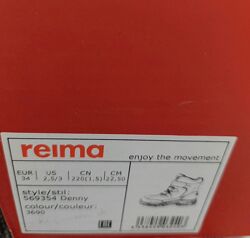 reima
enjoy the movement
EUR US CN CM
34 2,5/3 220(1.5) 22,50
style/stil:
569354 Denny
colour/couleur:
3690